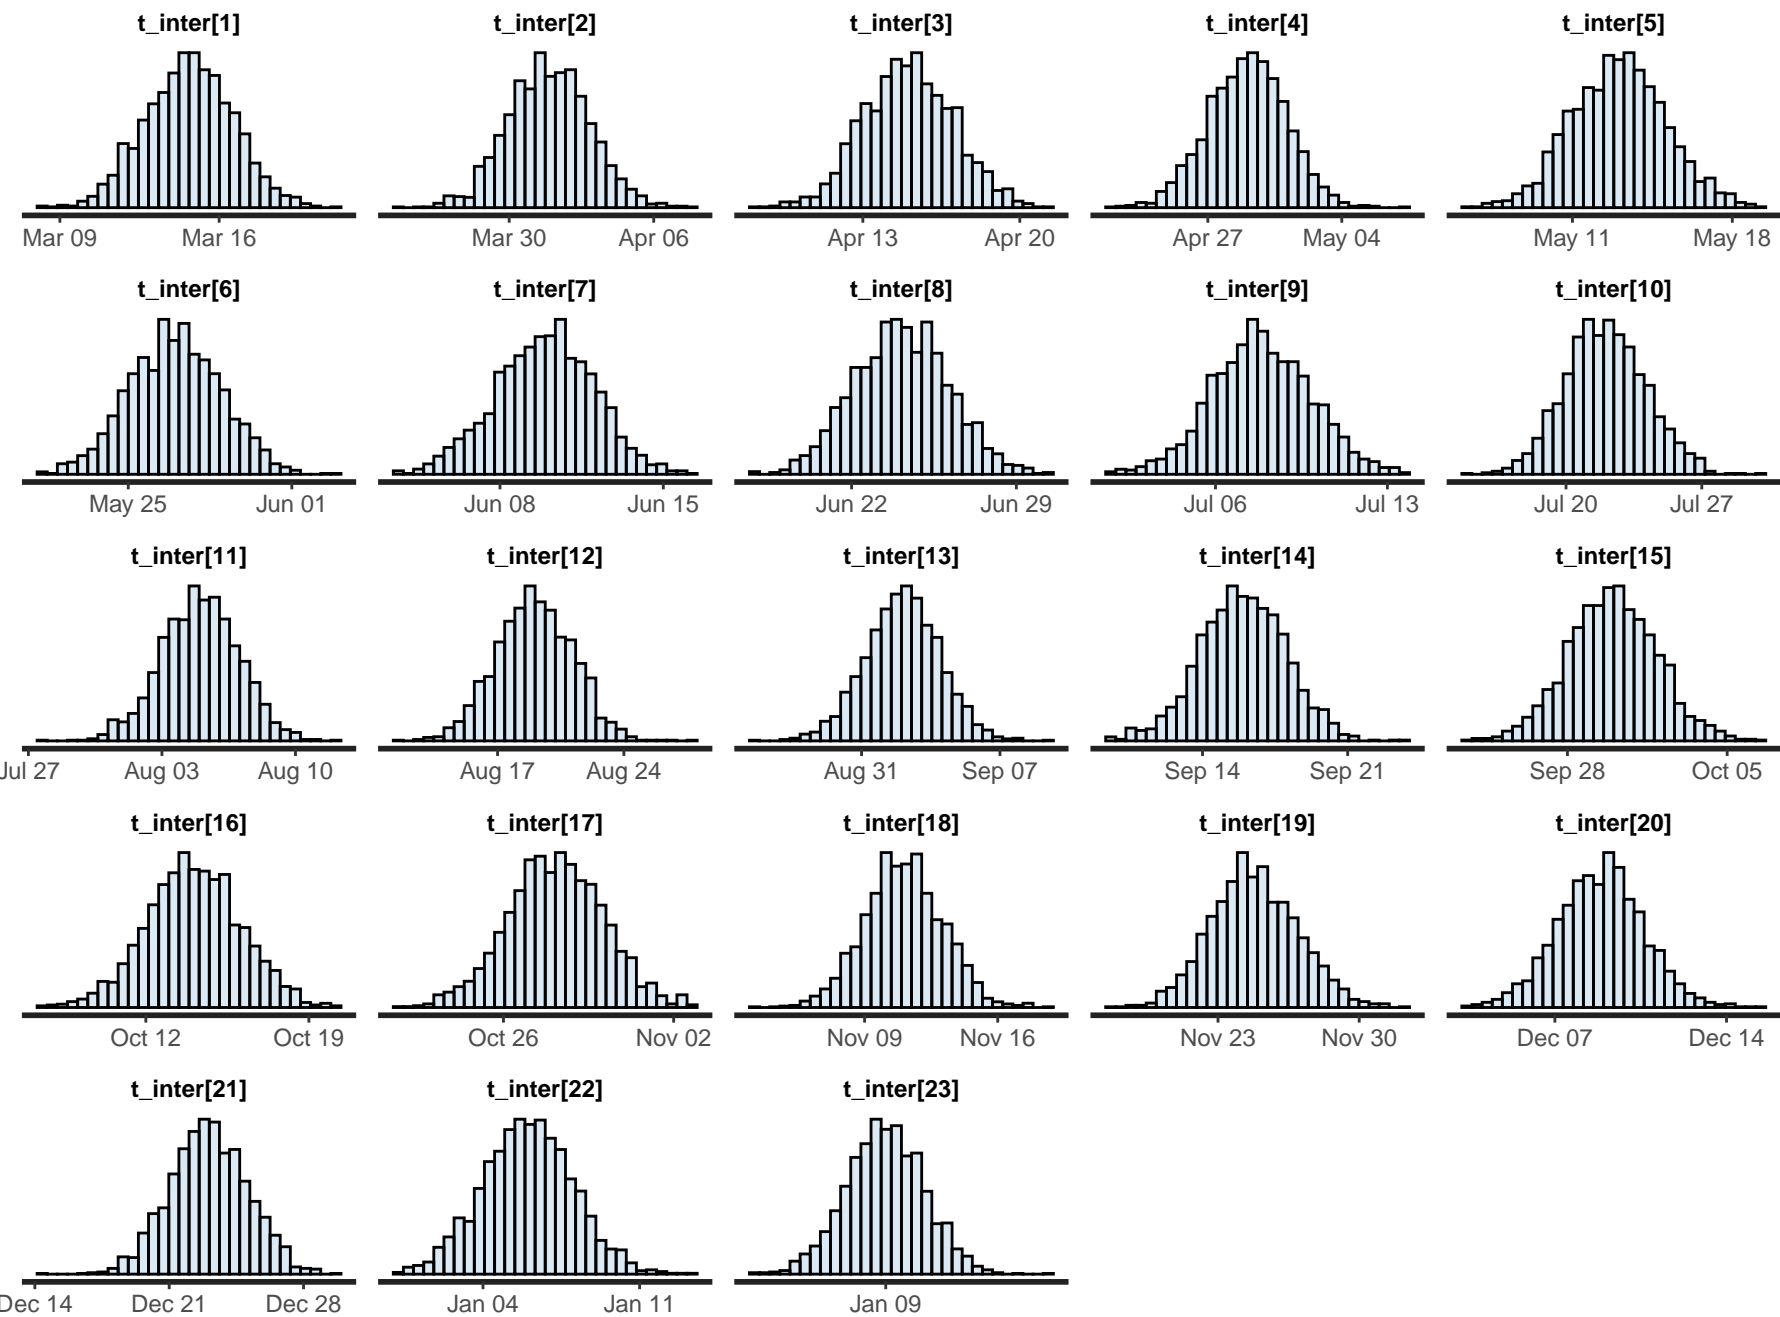 t_inter[1] t_inter[2] t_inter[3] t_inter[4] t_inter[5]
Mar 09 Mar 16 Mar 30 Apr 06 Apr 13 Apr 20 Apr 27 May 04 May 11 May 18
t_inter[6] t_inter[7] t_inter[8] t_inter[9] t_inter[10]
May 25 Jun 01 Jun 08 Jun 15 Jun 22 Jun 29 Jul 06 Jul 13 Jul 20 Jul 27
t_inter[11] t_inter[12] t_inter[13] t_inter[14] t_inter[15]
Jul 27 Aug 03 Aug 10 Aug 17 Aug 24 Aug 31 Sep 07 Sep 14 Sep 21 Sep 28 Oct 05
t_inter[16] t_inter[17] t_inter[18] t_inter[19] t_inter[20]
Oct 12 Oct 19 Oct 26 Nov 02 Nov 09 Nov 16 Nov 23 Nov 30 Dec 07 Dec 14
t_inter[21] t_inter[22] t_inter[23]
Dec 14 Dec 21 Dec 28 Jan 04 Jan 11 Jan 09